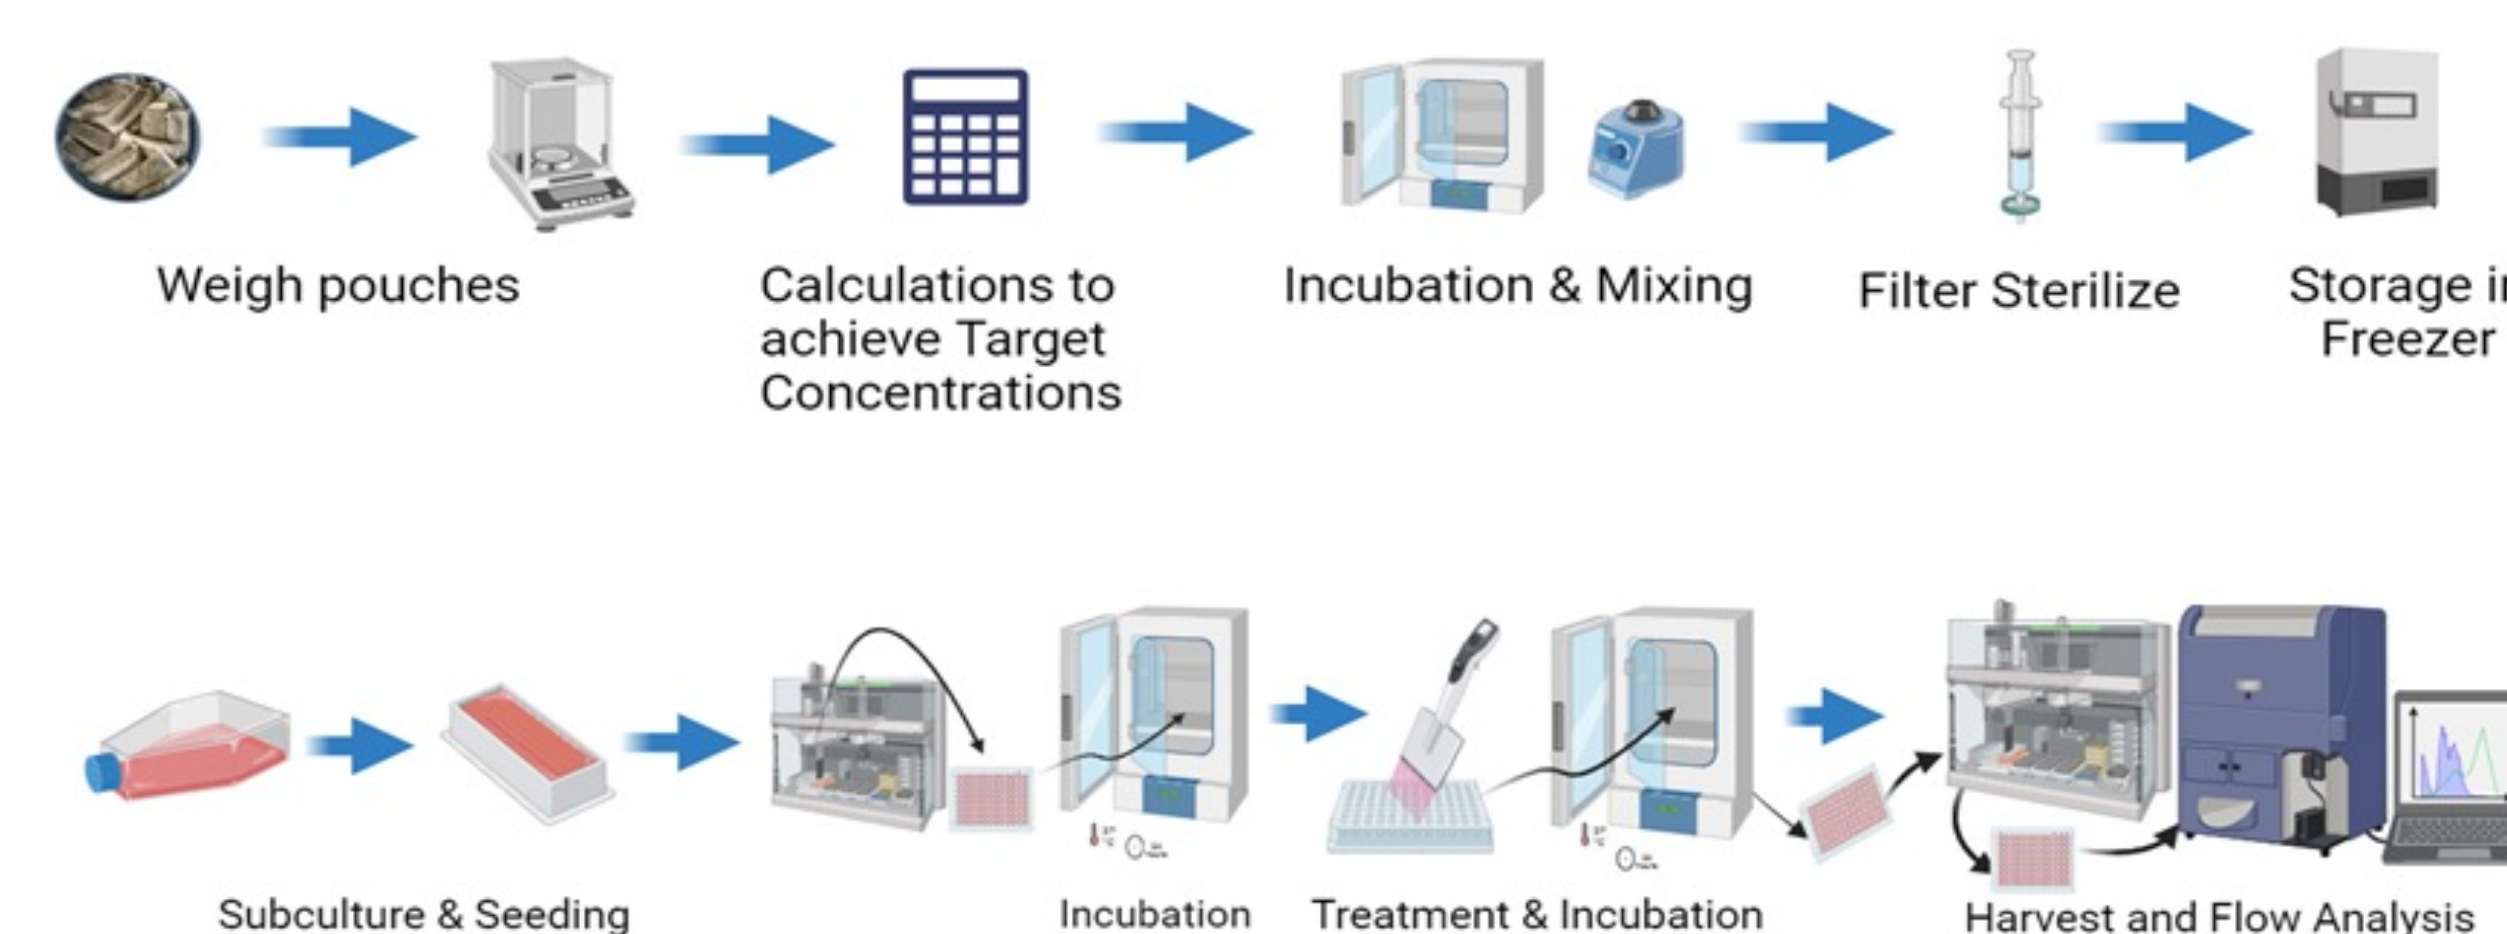 Weigh pouches
Calculations to
achieve Target
Concentrations
Incubation & Mixing
Filter Sterilize
Storage in
Freezer
Subculture & Seeding
Incubation
Treatment & Incubation
Harvest and Flow Analysis